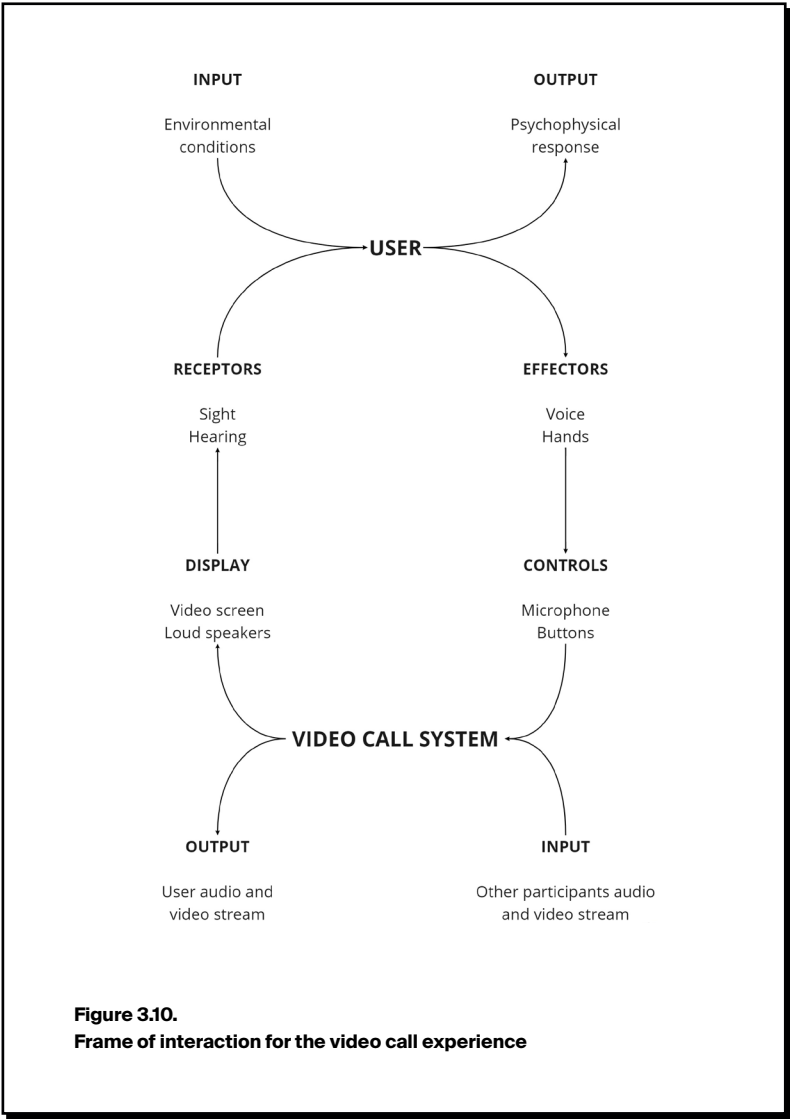 INPUT
Environmental
conditions
OUTPUT
Psychophysical
response
USER
RECEPTORS
Sight
Hearing
EFFECTORS
Voice
Hands
DISPLAY
Video screen
Loud speakers
CONTROLS
Microphone
Buttons
VIDEO CALL SYSTEM
OUTPUT
User audio and
video stream
INPUT
Other participants audio
and video stream
Figure 3.10.
Frame of interaction for the video call experience